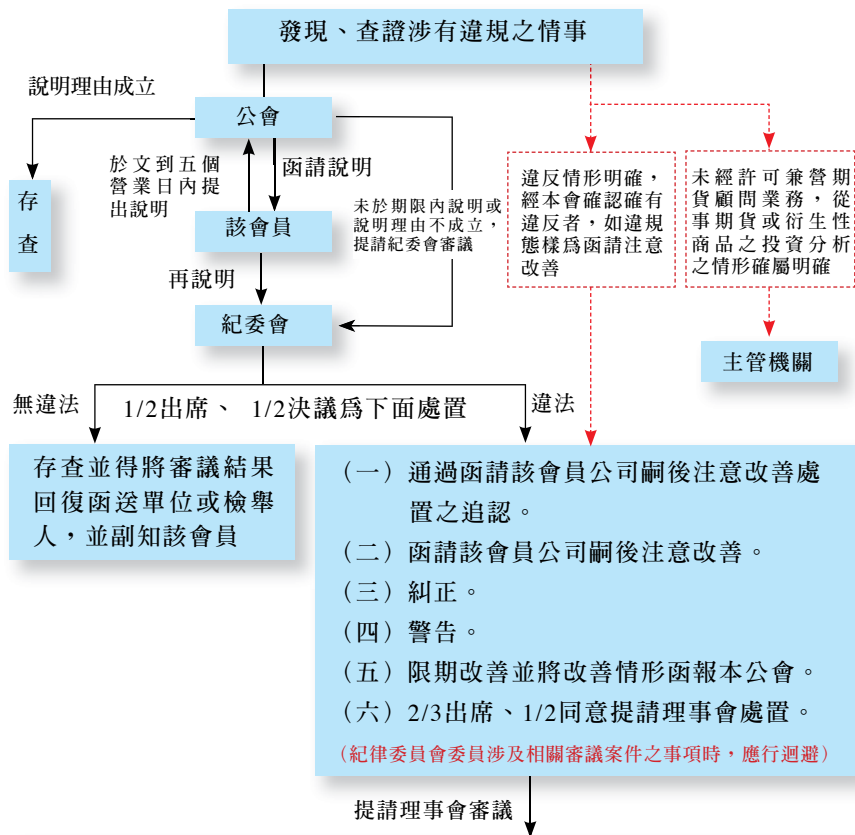 發現、查證涉有違規之情事
說明理由成立
公會
存
查
於文到五個
營業日內提
出說明
函請說明
該會員
未於期限內說明或
說明理由不成立,
提請紀委會審議
違反情形明確,
經本會確認確有
違反者,如違規
態樣爲函請注意
改善
未經許可兼營期
貨顧問業務,從
事期貨或衍生性
商品之投資分析
之情形確屬明確
再說明
紀委會
主管機關
無違法
1/2出席、 1/2決議爲下面處置
違法
存查並得將審議結果
回復函送單位或檢舉
人,並副知該會員
(一)通過函請該會員公司嗣後注意改善處
置之追認。
(二)函請該會員公司嗣後注意改善。
(三)糾正。
(四)警告。
(五)限期改善並將改善情形函報本公會。
(六)2/3出席、1/2同意提請理事會處置。
(紀律委員會委員涉及相關審議案件之事項時,應行迴避)
提請理事會審議